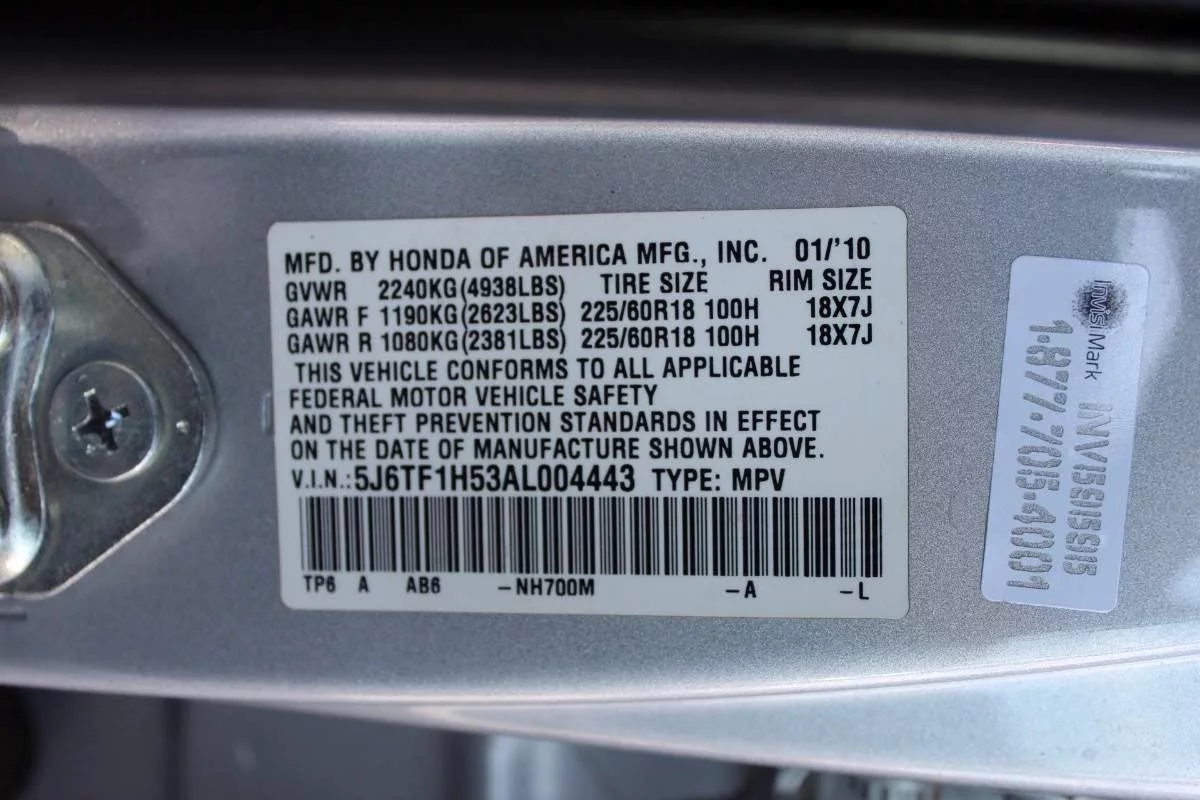 MFD. BY HONDA OF AMERICA MFG., INC. 01/'10
GVWR 2240KG(4938LBS) TIRE SIZE RIM SIZE
GAWR F 1190KG(2623LBS) 225/60R18 100H 18X7J
GAWR R 1080KG(2381LBS) 225/60R18 100H 18X7J
THIS VEHICLE CONFORMS TO ALL APPLICABLE
FEDERAL MOTOR VEHICLE SAFETY
AND THEFT PREVENTION STANDARDS IN EFFECT
ON THE DATE OF MANUFACTURE SHOWN ABOVE.
V.I.N.:5J6TF1H53AL004443 TYPE: MPV
TP6 A AB6 -NH700M -A -L
InvisiMark
1·877·705·4001